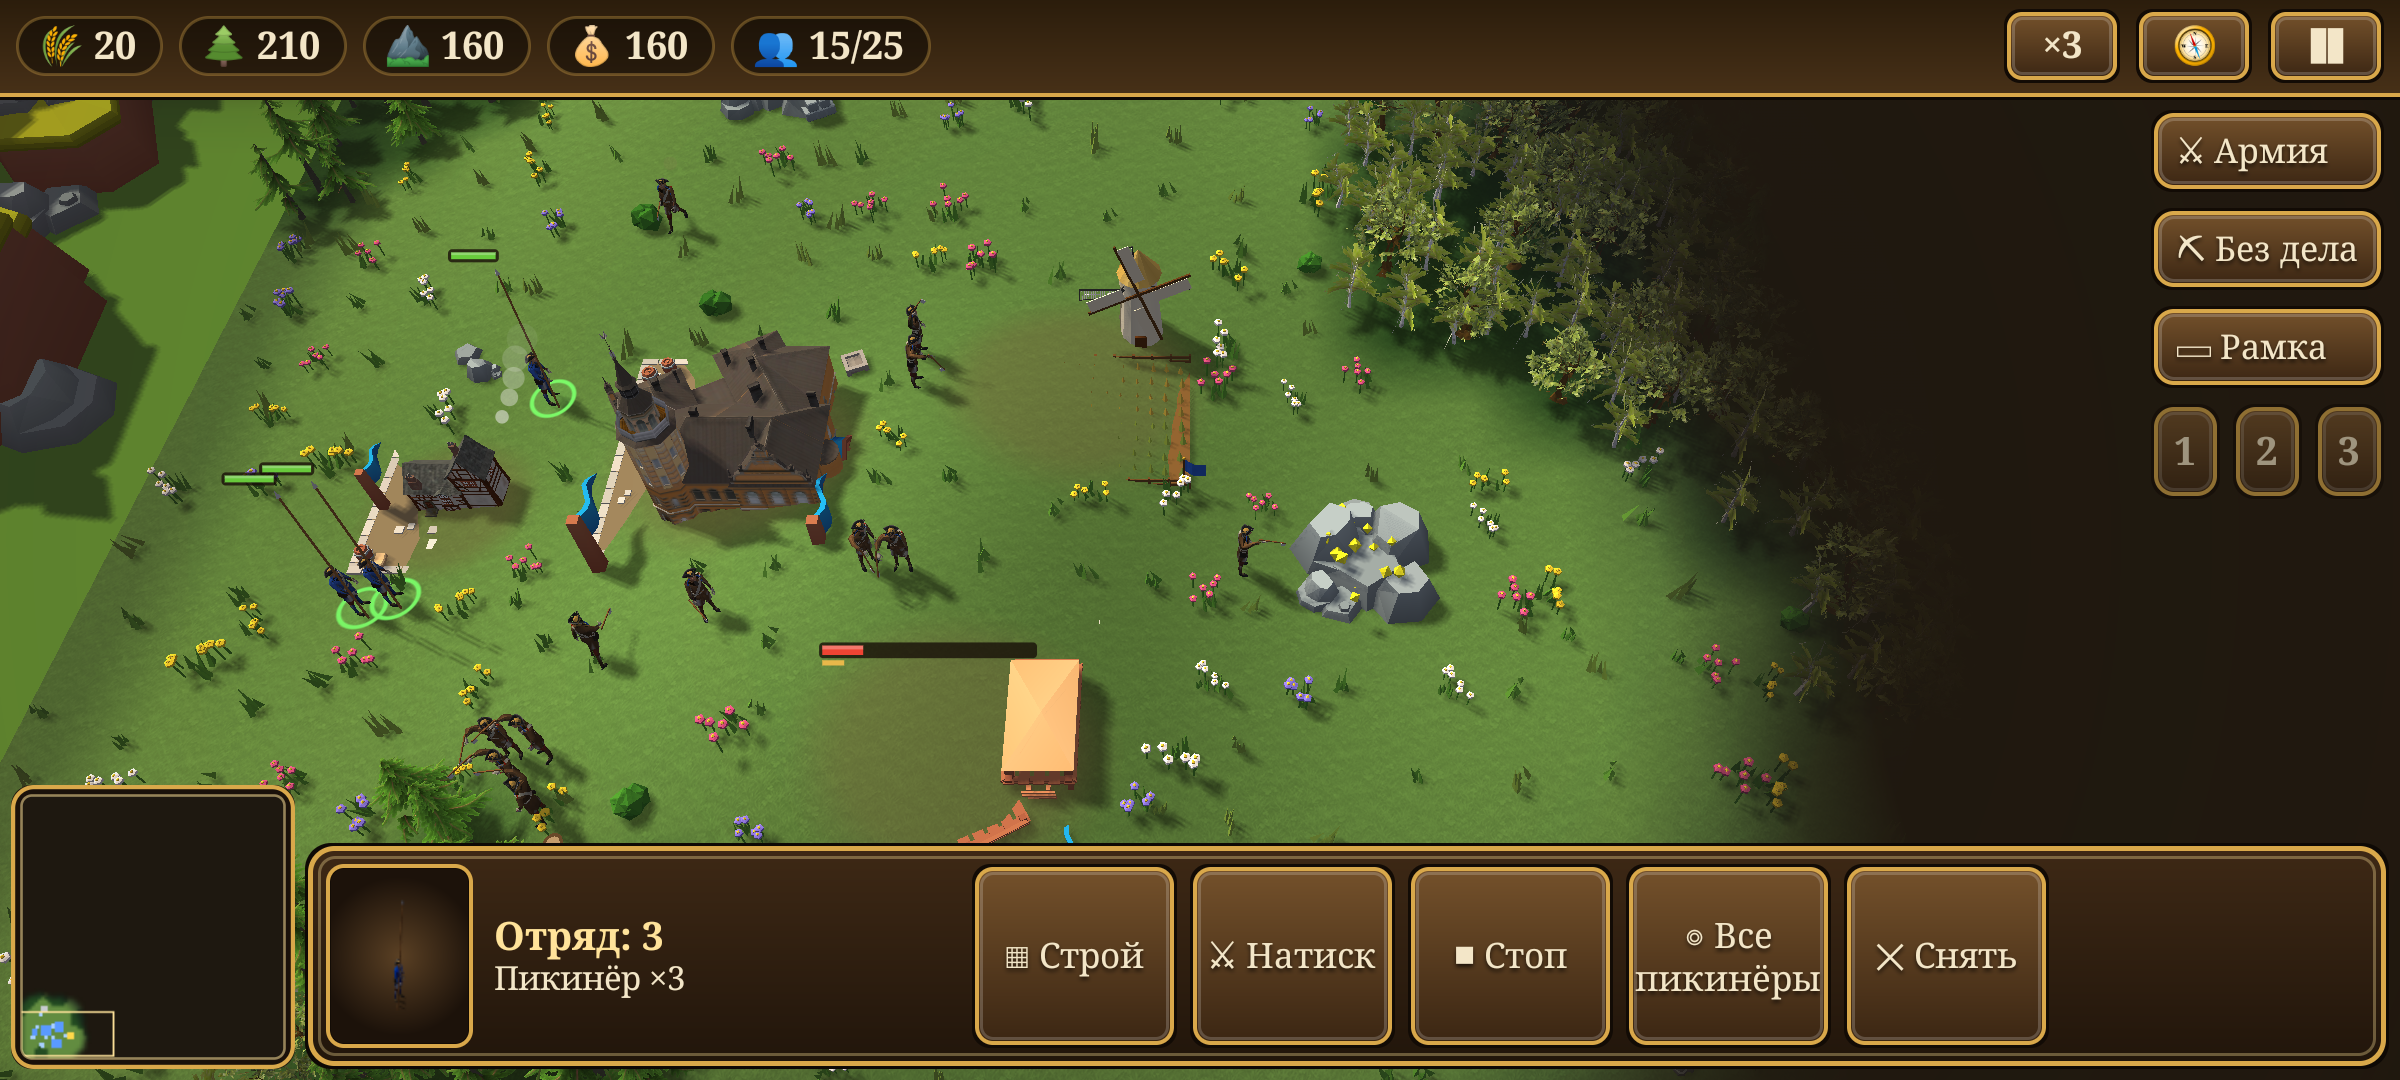 20
210
160
160
15/25
×3
Армия
Без дела
Рамка
1 2 3
Отряд: 3
Пикинёр ×3
Строй
Натиск
Стоп
Все
пикинёры
Снять